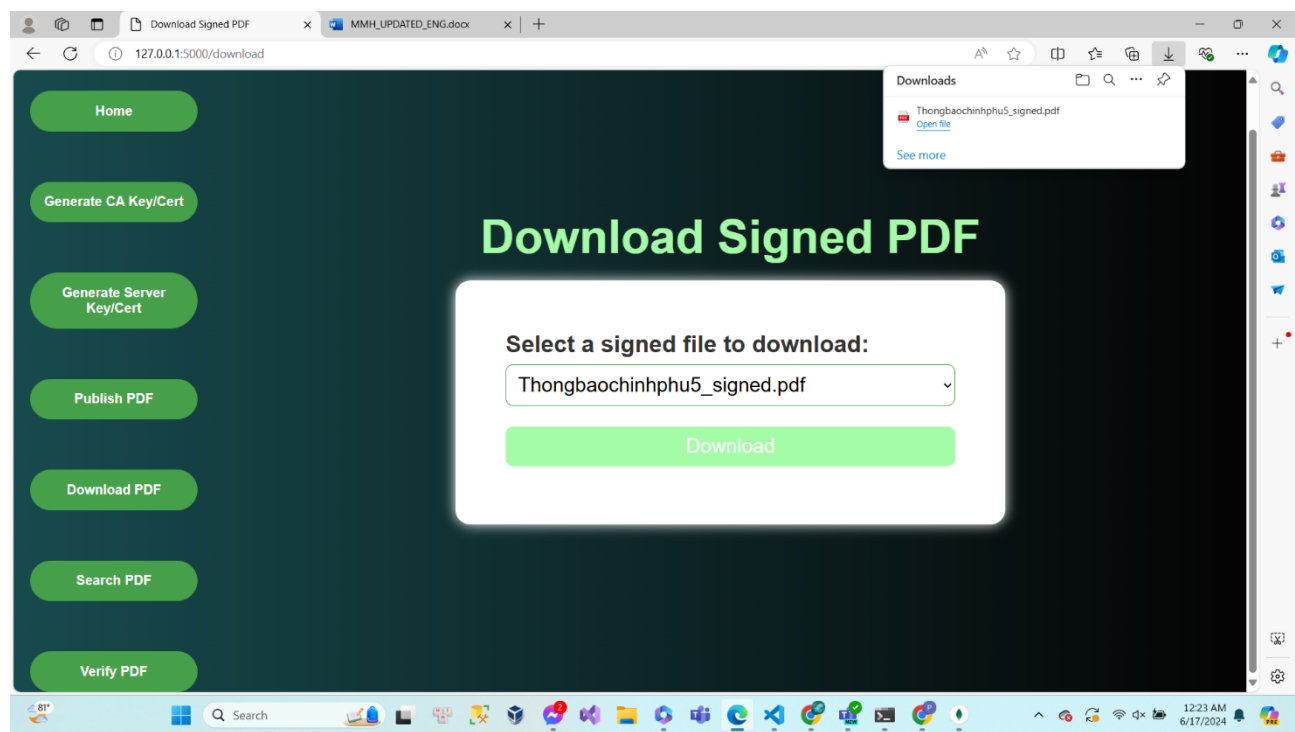 Download Signed PDF
MMH_UPDATED_ENG.docx
127.0.0.1:5000/download
Downloads
Thongbaochinhphu5_signed.pdf
Open file
See more
Home
Generate CA Key/Cert
Generate Server
Key/Cert
Publish PDF
Download PDF
Search PDF
Verify PDF
Download Signed PDF
Select a signed file to download:
Thongbaochinhphu5_signed.pdf
Download
81°
Search
12:23 AM
6/17/2024